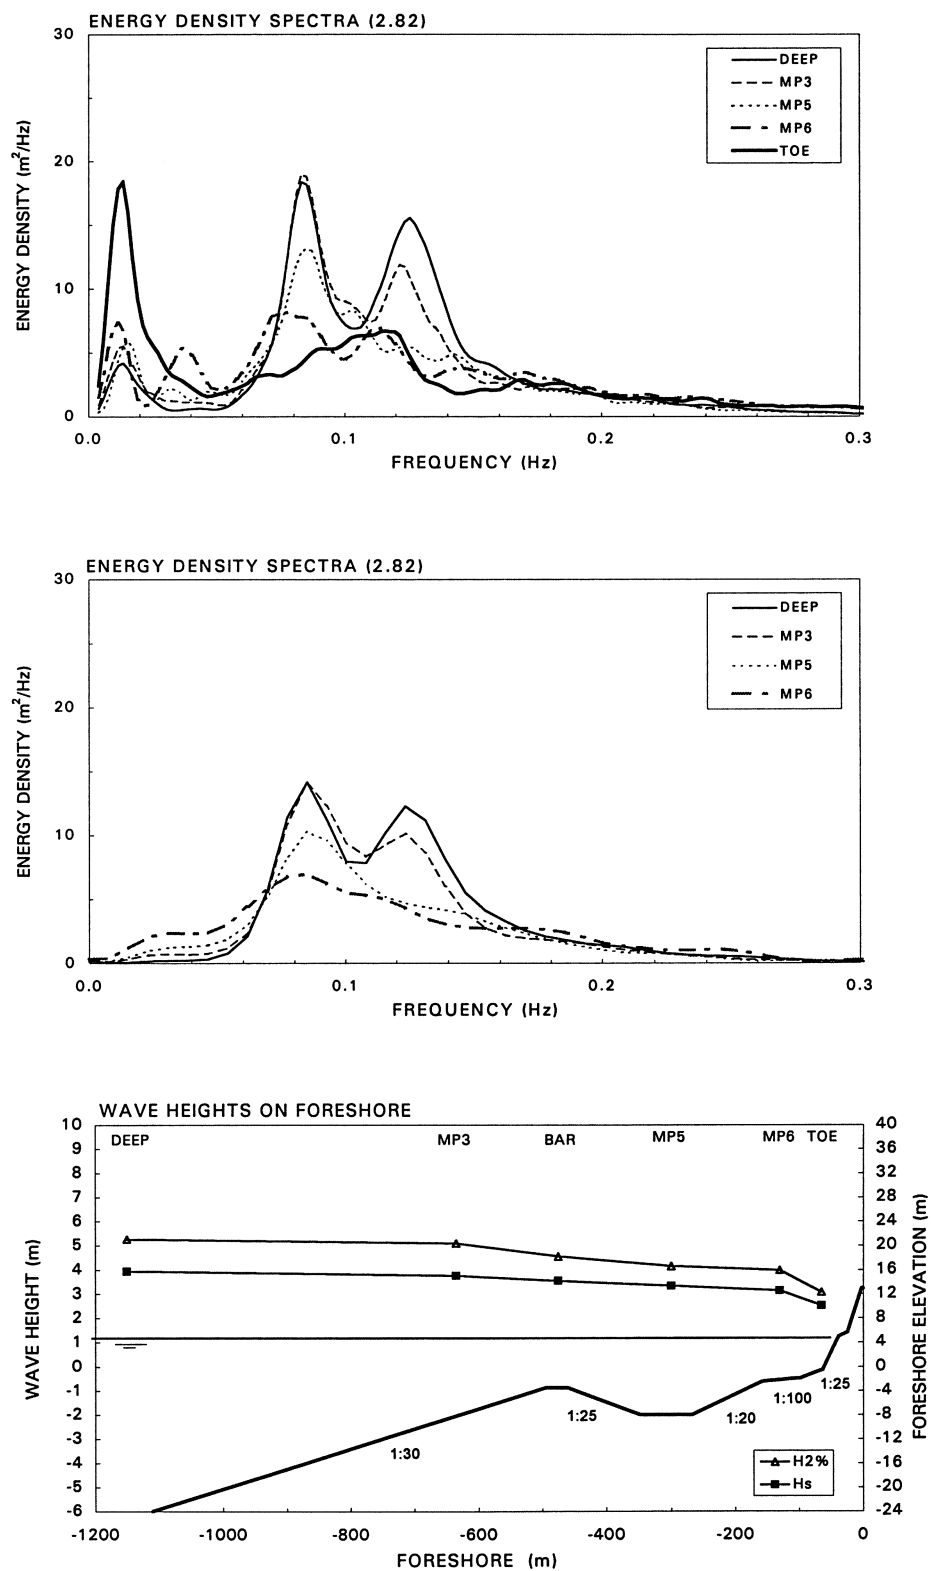 ENERGY DENSITY SPECTRA (2.82)
30
20
10
0
ENERGY DENSITY (m²/Hz)
DEEP
MP3
MP5
MP6
TOE
0.0 0.1 0.2 0.3
FREQUENCY (Hz)
ENERGY DENSITY SPECTRA (2.82)
30
20
10
0
ENERGY DENSITY (m²/Hz)
DEEP
MP3
MP5
MP6
0.0 0.1 0.2 0.3
FREQUENCY (Hz)
WAVE HEIGHTS ON FORESHORE
DEEP MP3 BAR MP5 MP6 TOE
10 40
9 36
8 32
7 28
6 24
5 20
4 16
3 12
2 8
1 4
0 0
-1 -4
-2 -8
-3 -12
-4 -16
-5 -20
-6 -24
WAVE HEIGHT (m)
FORESHORE ELEVATION (m)
1:25
1:100
1:20
1:25
1:30
H2%
Hs
-1200 -1000 -800 -600 -400 -200 0
FORESHORE (m)